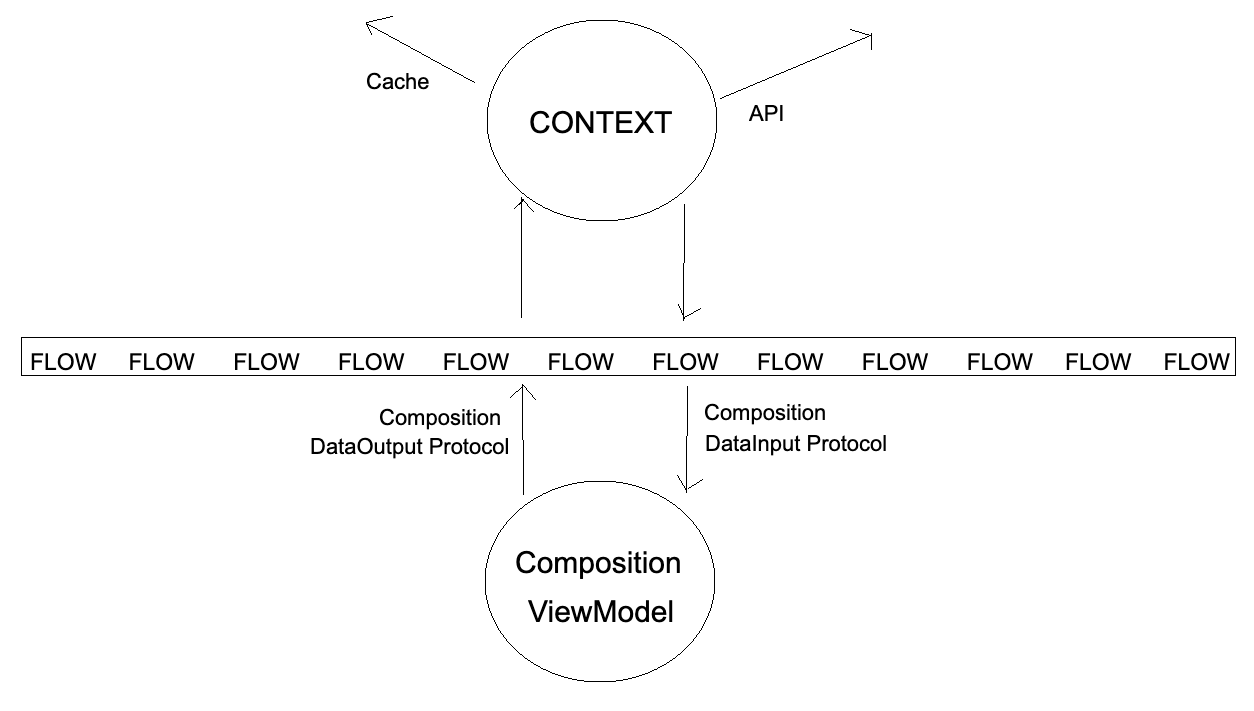 Cache
CONTEXT
API
FLOW FLOW FLOW FLOW FLOW FLOW FLOW FLOW FLOW FLOW FLOW FLOW
Composition
DataOutput Protocol
Composition
DataInput Protocol
Composition
ViewModel